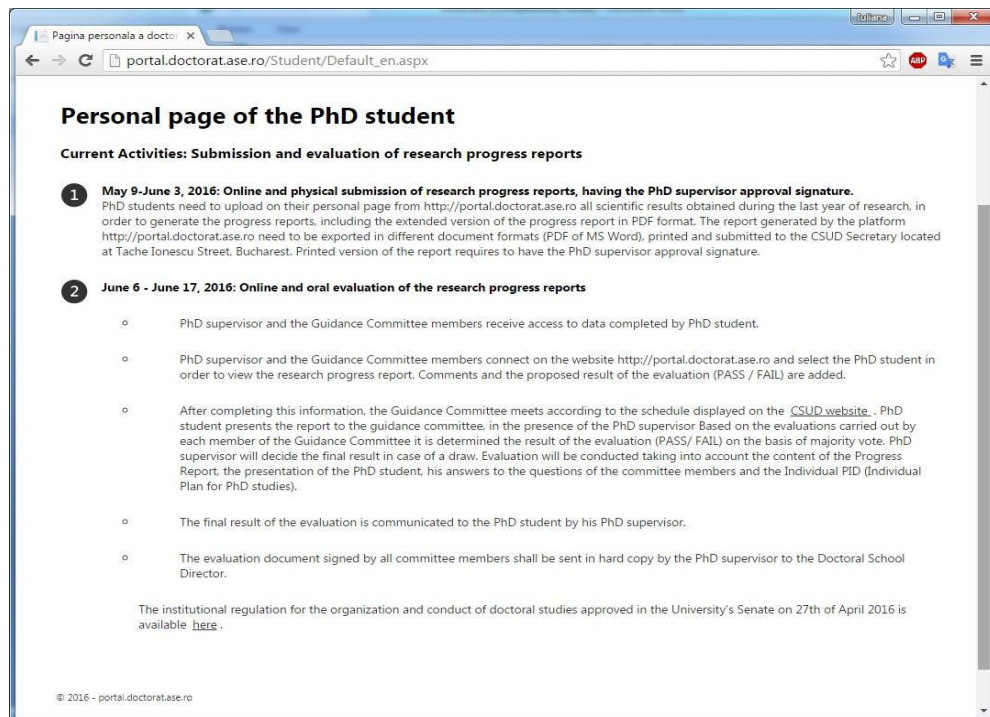 Iuliana
Pagina personala a docto
portal.doctorat.ase.ro/Student/Default_en.aspx
ABP
Personal page of the PhD student
Current Activities: Submission and evaluation of research progress reports
1
May 9-June 3, 2016: Online and physical submission of research progress reports, having the PhD supervisor approval signature.
PhD students need to upload on their personal page from http://portal.doctorat.ase.ro all scientific results obtained during the last year of research, in
order to generate the progress reports, including the extended version of the progress report in PDF format. The report generated by the platform
http://portal.doctorat.ase.ro need to be exported in different document formats (PDF of MS Word), printed and submitted to the CSUD Secretary located
at Tache Ionescu Street, Bucharest. Printed version of the report requires to have the PhD supervisor approval signature.
2
June 6 - June 17, 2016: Online and oral evaluation of the research progress reports
PhD supervisor and the Guidance Committee members receive access to data completed by PhD student.
PhD supervisor and the Guidance Committee members connect on the website http://portal.doctorat.ase.ro and select the PhD student in
order to view the research progress report. Comments and the proposed result of the evaluation (PASS / FAIL) are added.
After completing this information, the Guidance Committee meets according to the schedule displayed on the CSUD website . PhD
student presents the report to the guidance committee, in the presence of the PhD supervisor Based on the evaluations carried out by
each member of the Guidance Committee it is determined the result of the evaluation (PASS/ FAIL) on the basis of majority vote. PhD
supervisor will decide the final result in case of a draw. Evaluation will be conducted taking into account the content of the Progress
Report, the presentation of the PhD student, his answers to the questions of the committee members and the Individual PID (Individual
Plan for PhD studies).
The final result of the evaluation is communicated to the PhD student by his PhD supervisor.
The evaluation document signed by all committee members shall be sent in hard copy by the PhD supervisor to the Doctoral School
Director.
The institutional regulation for the organization and conduct of doctoral studies approved in the University's Senate on 27th of April 2016 is
available here .
© 2016 - portal.doctorat.ase.ro